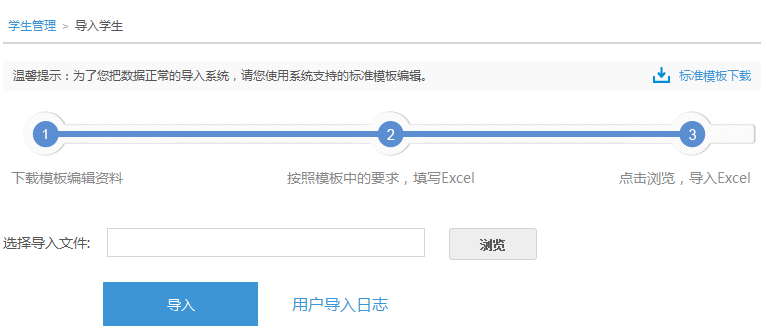 学生管理 > 导入学生
温馨提示：为了您把数据正常的导入系统，请您使用系统支持的标准模板编辑。 标准模板下载
1 2 3
下载模板编辑资料 按照模板中的要求，填写Excel 点击浏览，导入Excel
选择导入文件: 浏览
导入 用户导入日志